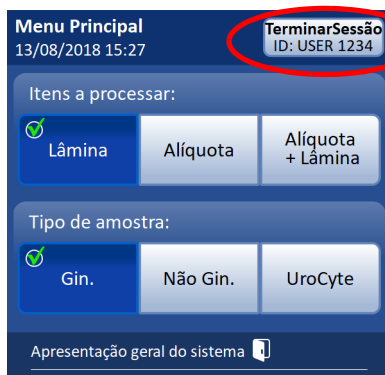 Menu Principal
13/08/2018 15:27
TerminarSessão
ID: USER 1234
Itens a processar:
Lâmina
Alíquota
Alíquota
+ Lâmina
Tipo de amostra:
Gin.
Não Gin.
UroCyte
Apresentação geral do sistema